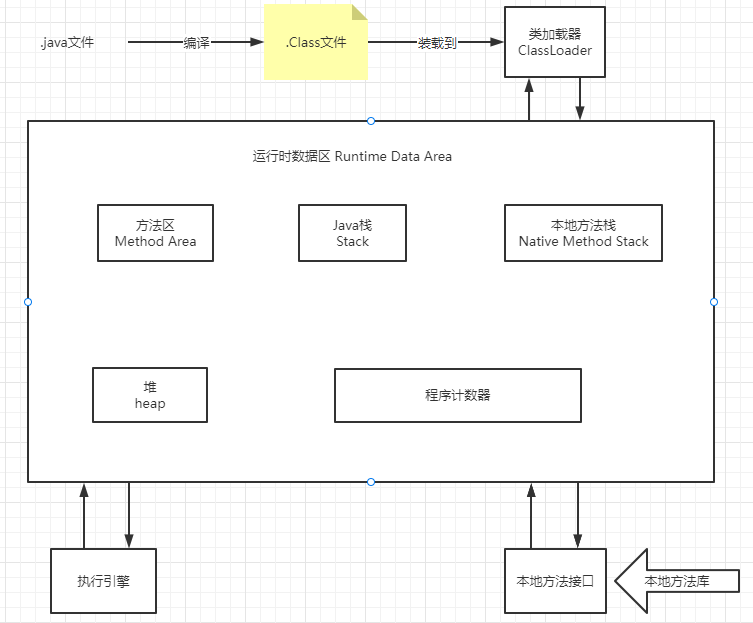 .java文件
编译
.Class文件
装载到
类加载器
ClassLoader
运行时数据区 Runtime Data Area
方法区
Method Area
Java栈
Stack
本地方法栈
Native Method Stack
堆
heap
程序计数器
执行引擎
本地方法接口
本地方法库